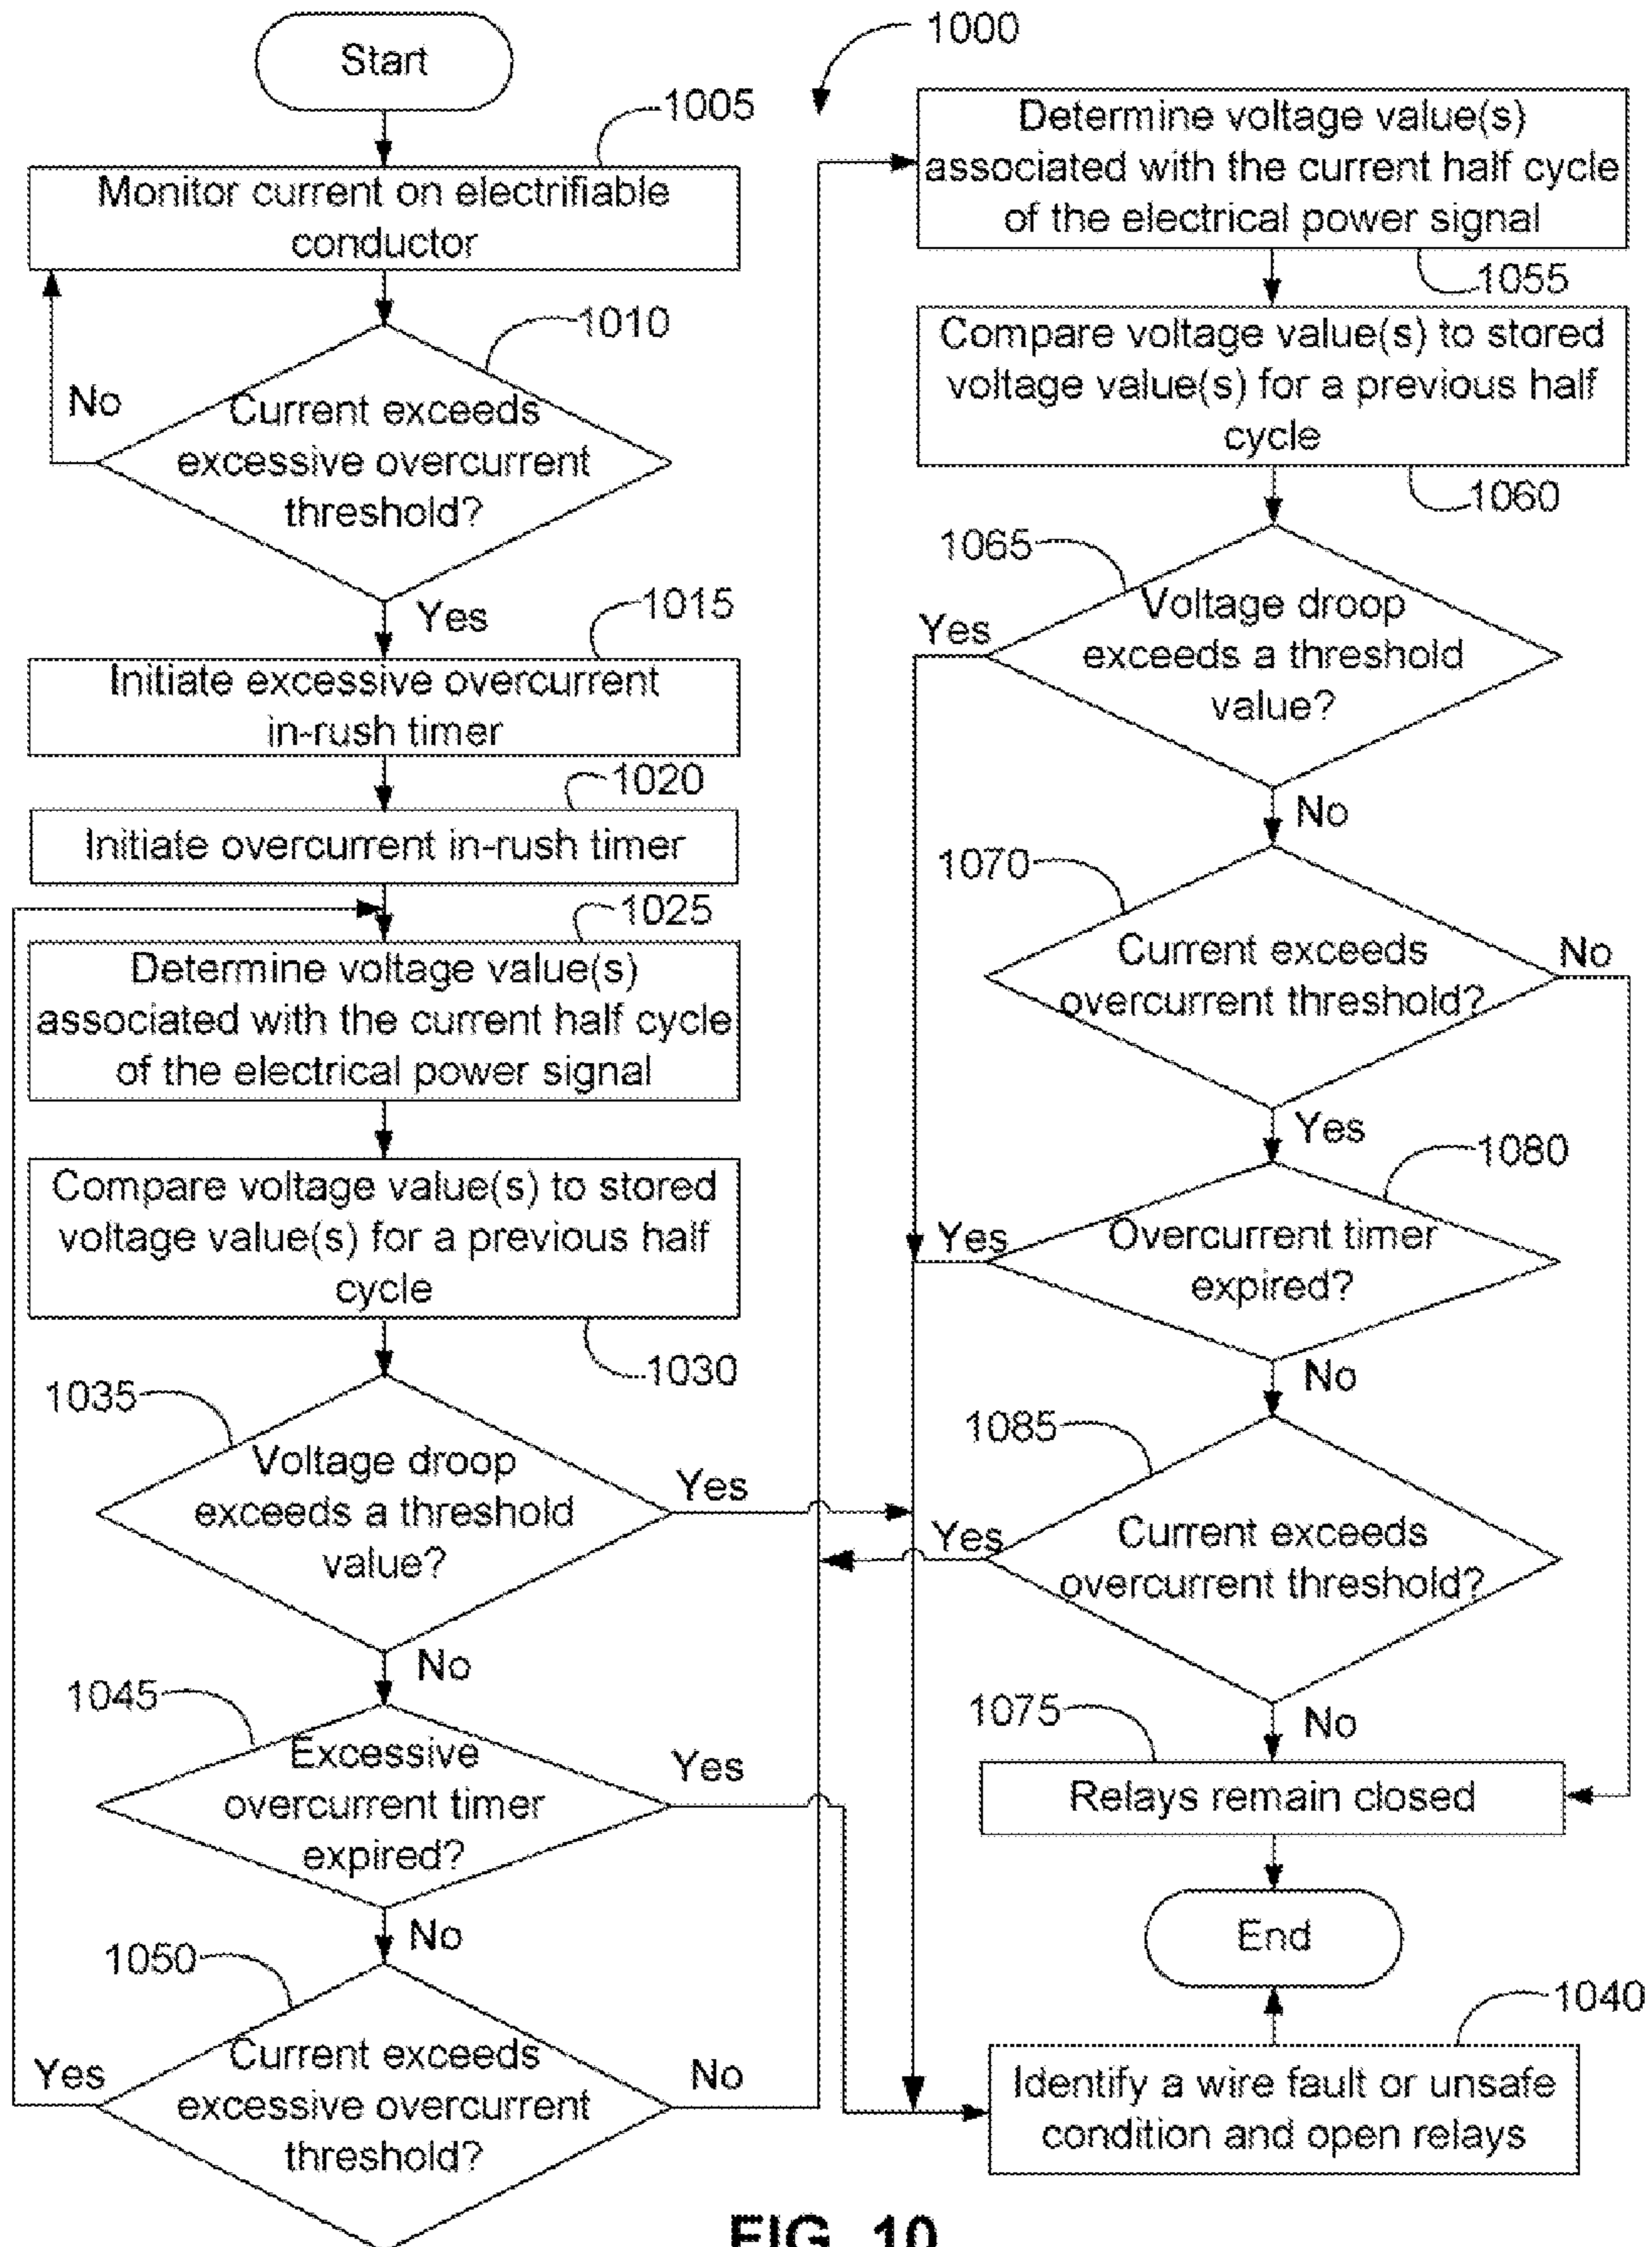 Start
1000
1005
Monitor current on electrifiable
conductor
1010
No
Current exceeds
excessive overcurrent
threshold?
Yes
1015
Initiate excessive overcurrent
in-rush timer
1020
Initiate overcurrent in-rush timer
1025
Determine voltage value(s)
associated with the current half cycle
of the electrical power signal
Compare voltage value(s) to stored
voltage value(s) for a previous half
cycle
1030
1035
Voltage droop
exceeds a threshold
value?
Yes
No
1045
Excessive
overcurrent timer
expired?
Yes
No
1050
Current exceeds
excessive overcurrent
threshold?
Yes
No
Determine voltage value(s)
associated with the current half cycle
of the electrical power signal
1055
Compare voltage value(s) to stored
voltage value(s) for a previous half
cycle
1060
1065
Voltage droop
exceeds a threshold
value?
Yes
No
1070
Current exceeds
overcurrent threshold?
No
Yes
1080
Overcurrent timer
expired?
Yes
No
1085
Current exceeds
overcurrent threshold?
Yes
No
1075
Relays remain closed
End
1040
Identify a wire fault or unsafe
condition and open relays
FIG. 10